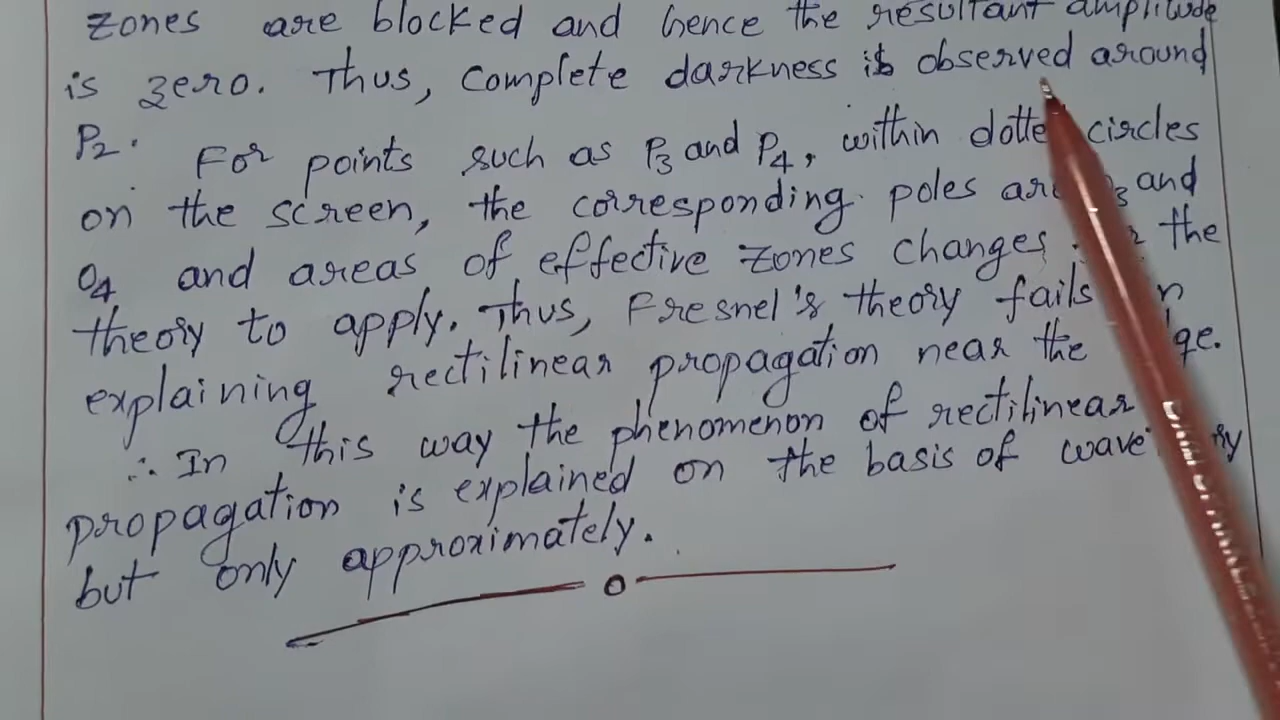 zones are blocked and hence the resultant amplitude
is zero. Thus, complete darkness is observed around
P2. For points such as P3 and P4, within dotte circles
on the screen, the corresponding poles are O3 and
O4 and areas of effective zones changes the
theory to apply. Thus, Fresnel's theory fails in
explaining rectilinear propagation near the
∴ In this way the phenomenon of rectilinear
propagation is explained on the basis of wave
but only approximately.